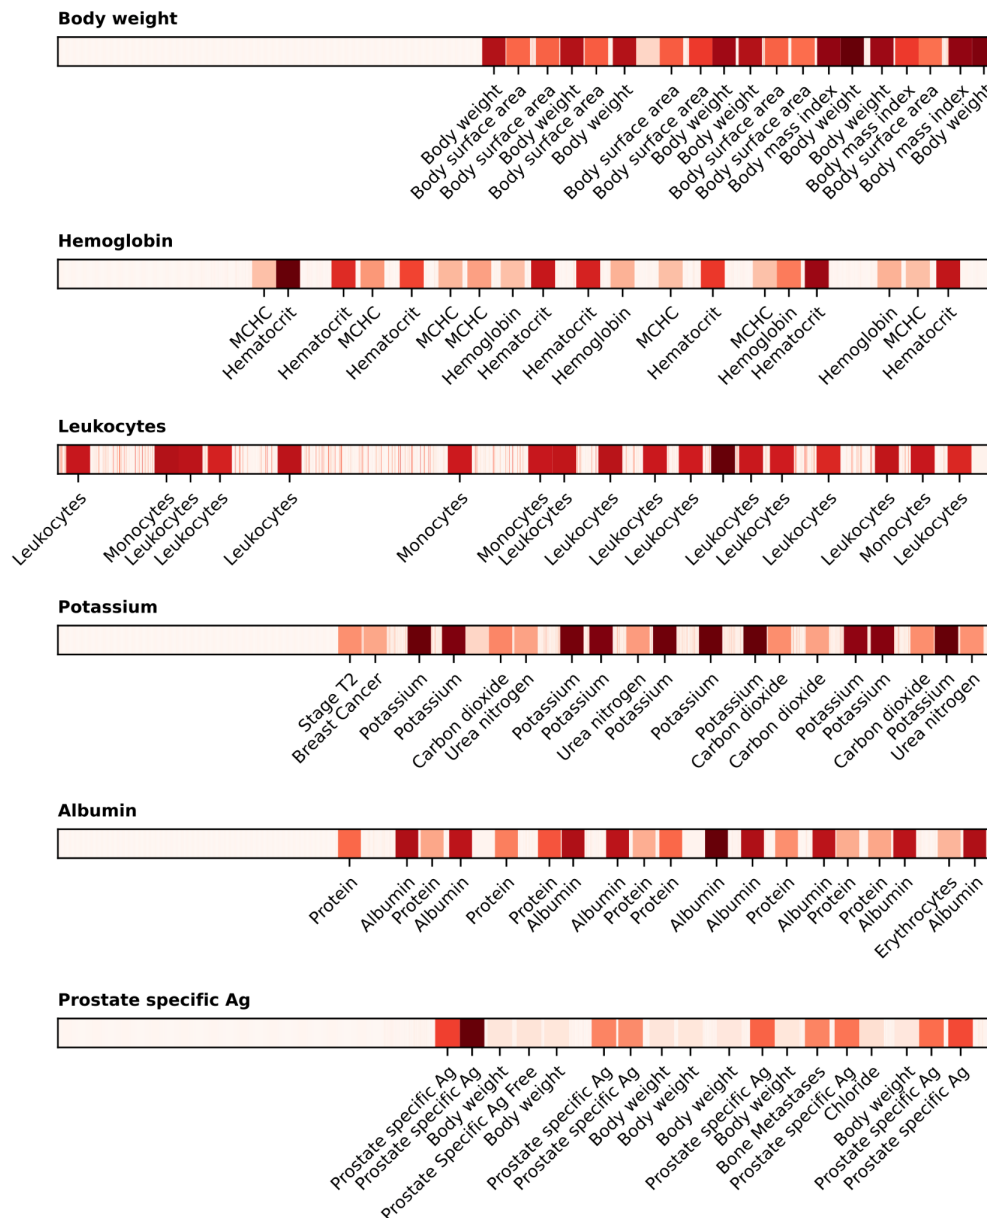 Body weight
Body weight
Body surface area
Body surface area
Body weight
Body surface area
Body weight
Body surface area
Body surface area
Body weight
Body weight
Body surface area
Body surface area
Body mass index
Body weight
Body weight
Body mass index
Body surface area
Body mass index
Body weight
Hemoglobin
MCHC
Hematocrit
Hematocrit
MCHC
Hematocrit
MCHC
MCHC
Hemoglobin
Hematocrit
Hematocrit
Hemoglobin
MCHC
Hematocrit
MCHC
Hemoglobin
Hematocrit
Hemoglobin
MCHC
Hematocrit
Leukocytes
Leukocytes
Monocytes
Leukocytes
Leukocytes
Leukocytes
Monocytes
Monocytes
Leukocytes
Leukocytes
Leukocytes
Leukocytes
Leukocytes
Leukocytes
Leukocytes
Leukocytes
Monocytes
Leukocytes
Potassium
Stage T2
Breast Cancer
Potassium
Potassium
Carbon dioxide
Urea nitrogen
Potassium
Potassium
Urea nitrogen
Potassium
Potassium
Potassium
Carbon dioxide
Carbon dioxide
Potassium
Potassium
Carbon dioxide
Potassium
Urea nitrogen
Albumin
Protein
Albumin
Protein
Albumin
Protein
Protein
Albumin
Albumin
Protein
Protein
Albumin
Albumin
Protein
Albumin
Protein
Protein
Albumin
Erythrocytes
Albumin
Prostate specific Ag
Prostate specific Ag
Prostate specific Ag
Body weight
Prostate Specific Ag Free
Body weight
Prostate specific Ag
Prostate specific Ag
Body weight
Body weight
Body weight
Prostate specific Ag
Body weight
Bone Metastases
Prostate specific Ag
Chloride
Body weight
Prostate specific Ag
Prostate specific Ag